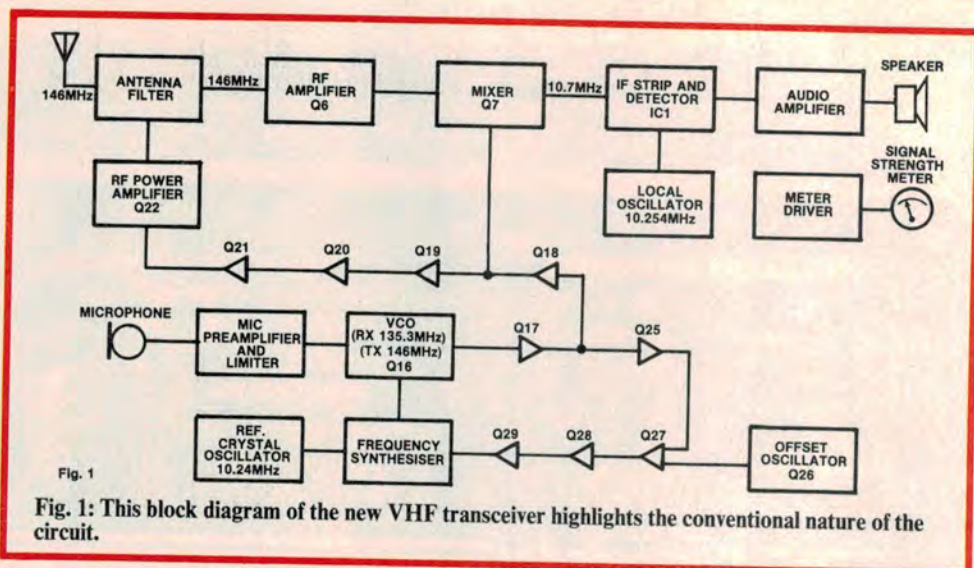 146MHz
ANTENNA
FILTER
146MHz
RF
AMPLIFIER
Q6
MIXER
Q7
10.7MHz
IF STRIP AND
DETECTOR
IC1
AUDIO
AMPLIFIER
SPEAKER
RF POWER
AMPLIFIER
Q22
LOCAL
OSCILLATOR
10.254MHz
METER
DRIVER
SIGNAL
STRENGTH
METER
Q21
Q20
Q19
Q18
MICROPHONE
MIC
PREAMPLIFIER
AND
LIMITER
VCO
(RX 135.3MHz)
(TX 146MHz)
Q16
Q17
Q25
REF.
CRYSTAL
OSCILLATOR
10.24MHz
FREQUENCY
SYNTHESISER
Q29
Q28
Q27
OFFSET
OSCILLATOR
Q26
Fig. 1
Fig. 1: This block diagram of the new VHF transceiver highlights the conventional nature of the
circuit.